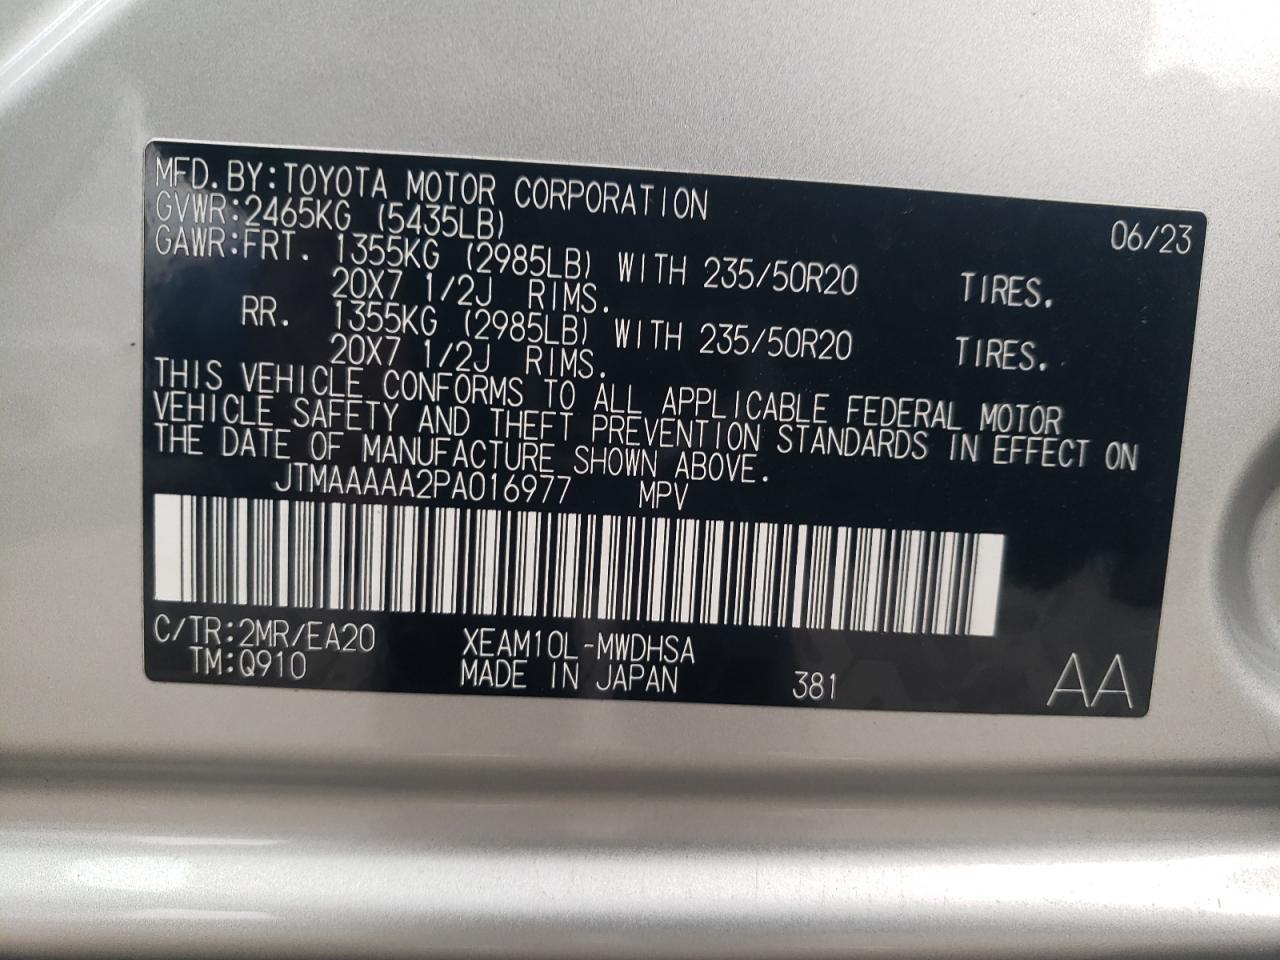 MFD.BY:TOYOTA MOTOR CORPORATION 06/23
GVWR:2465KG (5435LB)
GAWR:FRT. 1355KG (2985LB) WITH 235/50R20 TIRES.
20X7 1/2J RIMS.
RR. 1355KG (2985LB) WITH 235/50R20 TIRES.
20X7 1/2J RIMS.
THIS VEHICLE CONFORMS TO ALL APPLICABLE FEDERAL MOTOR
VEHICLE SAFETY AND THEFT PREVENTION STANDARDS IN EFFECT ON
THE DATE OF MANUFACTURE SHOWN ABOVE.
JTMAAAAA2PA016977 MPV
C/TR:2MR/EA20 XEAM10L-MWDHSA
TM:Q910 MADE IN JAPAN 381 AA